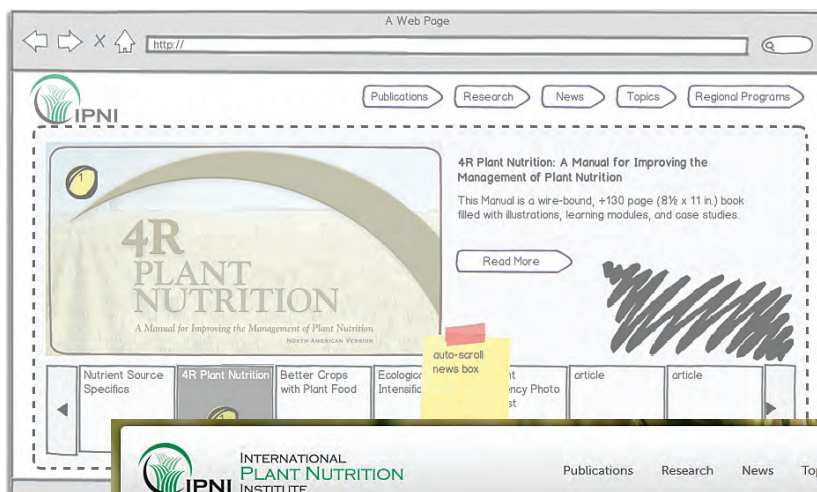 A Web Page
http://
IPNI
Publications
Research
News
Topics
Regional Programs
1
4R
PLANT
NUTRITION
A Manual for Improving the Management of Plant Nutrition
NORTH AMERICAN VERSION
4R Plant Nutrition: A Manual for Improving the
Management of Plant Nutrition
This Manual is a wire-bound, +130 page (8½ x 11 in.) book
filled with illustrations, learning modules, and case studies.
Read More
auto-scroll
news box
Nutrient Source
Specifics
4R Plant Nutrition
Better Crops
with Plant Food
article
article
IPNI
INTERNATIONAL
PLANT NUTRITION
INSTITUTE
Publications
Research
News